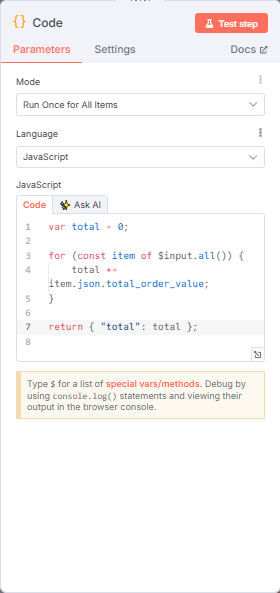 {} Code
Test step
Parameters
Settings
Docs
Mode
Run Once for All Items
Language
JavaScript
JavaScript
Code
Ask AI
1 var total = 0;
2
3 for (const item of $input.all()) {
4 total +=
item.json.total_order_value;
5 }
6
7 return { "total": total };
8
Type $ for a list of special vars/methods. Debug by
using console.log() statements and viewing their
output in the browser console.